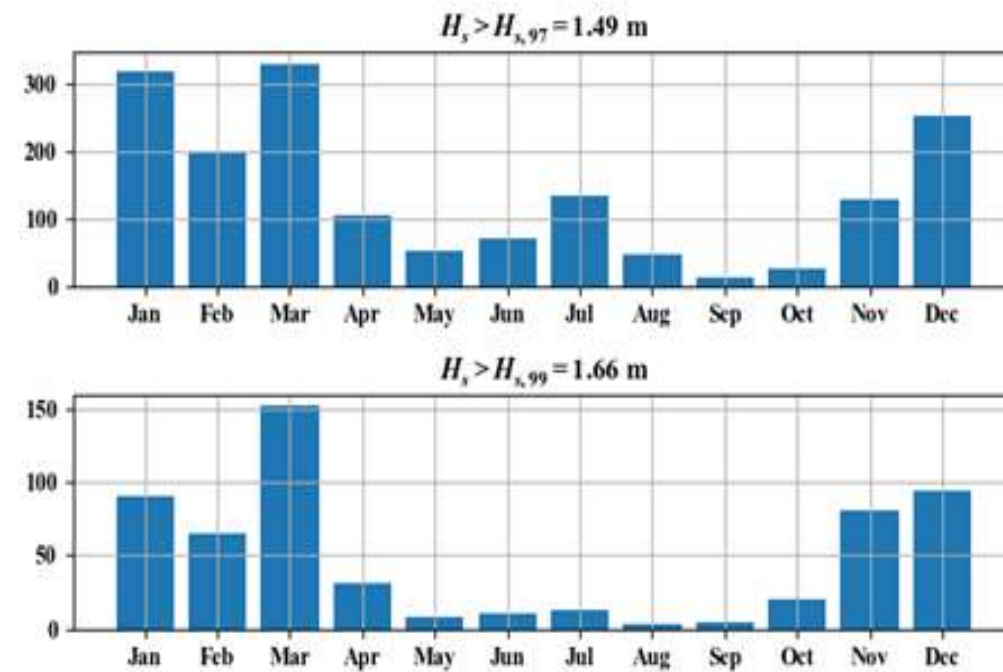 Hs > Hs, 97 = 1.49 m
300
200
100
0
Jan Feb Mar Apr May Jun Jul Aug Sep Oct Nov Dec
Hs > Hs, 99 = 1.66 m
150
100
50
0
Jan Feb Mar Apr May Jun Jul Aug Sep Oct Nov Dec